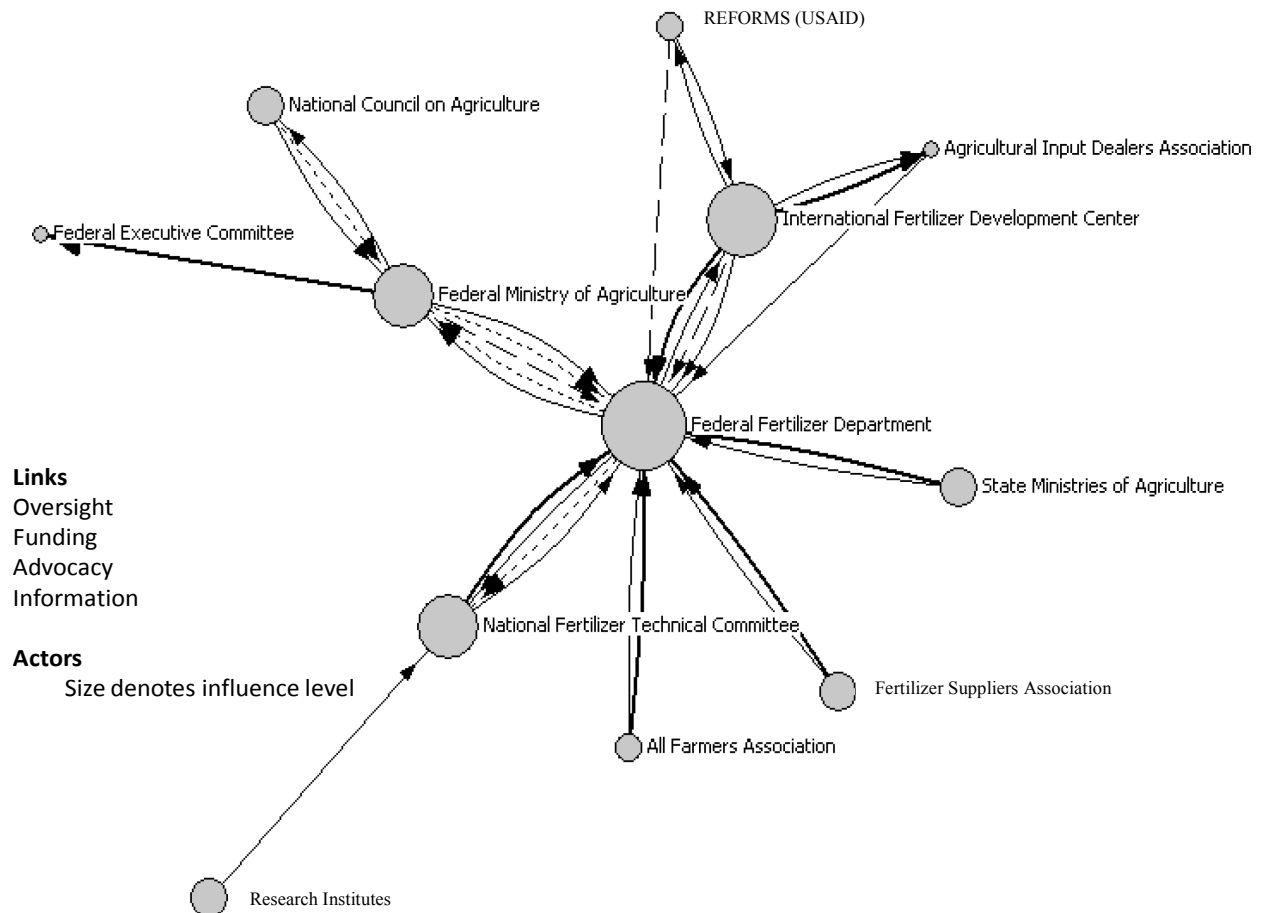 REFORMS (USAID)
National Council on Agriculture
Agricultural Input Dealers Association
International Fertilizer Development Center
Federal Executive Committee
Federal Ministry of Agriculture
Federal Fertilizer Department
Links
Oversight
Funding
Advocacy
Information
State Ministries of Agriculture
National Fertilizer Technical Committee
Actors
Size denotes influence level
Fertilizer Suppliers Association
All Farmers Association
Research Institutes